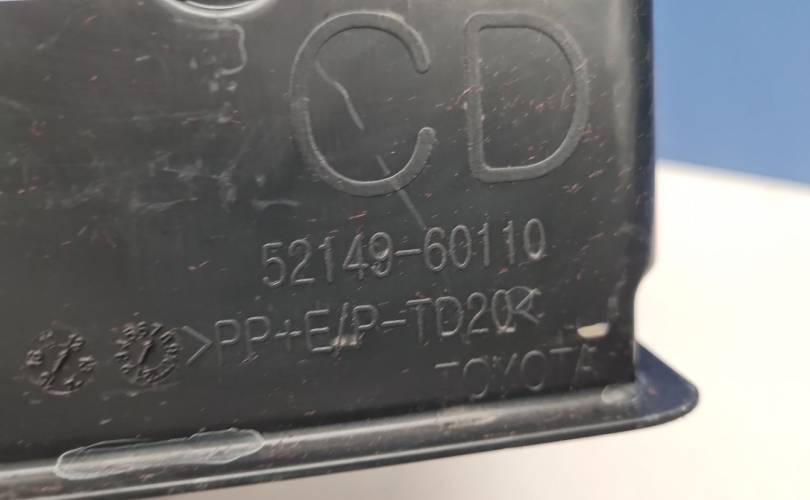 CD
52149-60110
>PP+E/P-TD20<
TOYOTA